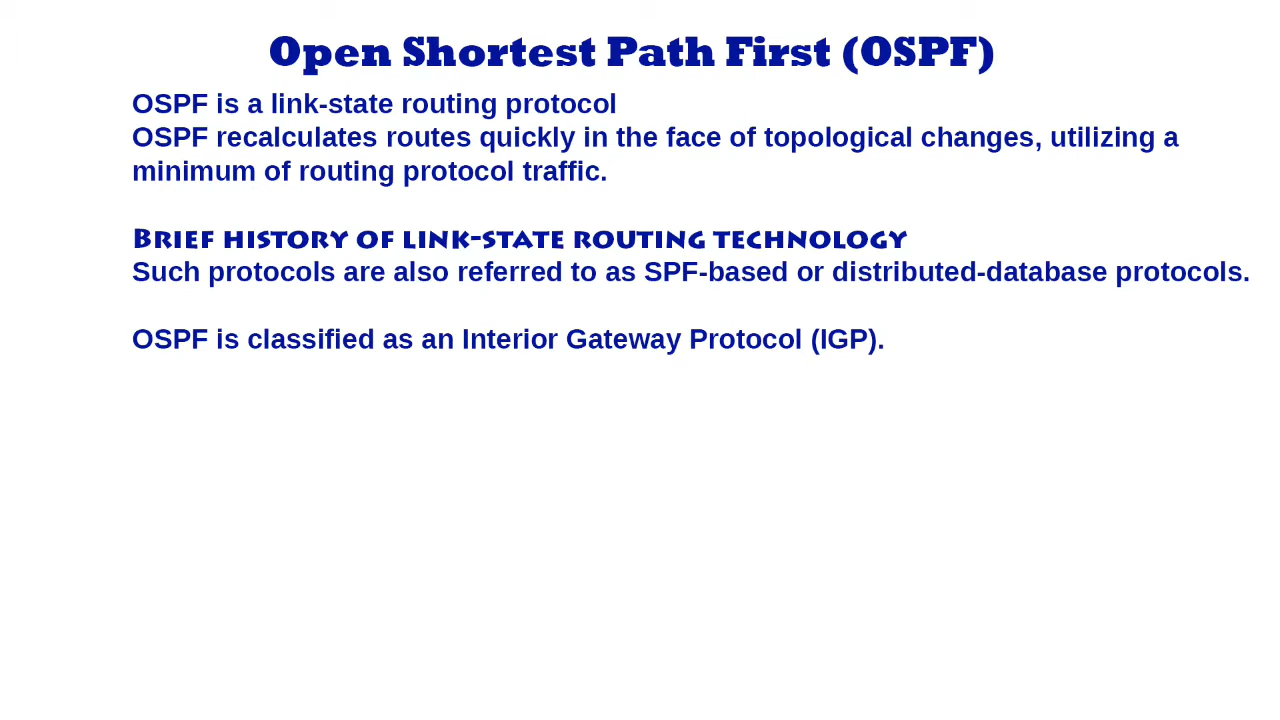 Open Shortest Path First (OSPF)
OSPF is a link-state routing protocol
OSPF recalculates routes quickly in the face of topological changes, utilizing a
minimum of routing protocol traffic.
Brief history of link-state routing technology
Such protocols are also referred to as SPF-based or distributed-database protocols.
OSPF is classified as an Interior Gateway Protocol (IGP).